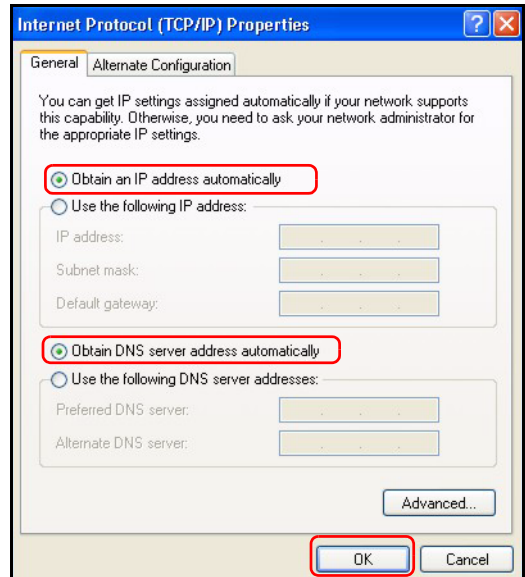 Internet Protocol (TCP/IP) Properties
General
Alternate Configuration
You can get IP settings assigned automatically if your network supports
this capability. Otherwise, you need to ask your network administrator for
the appropriate IP settings.
Obtain an IP address automatically
Use the following IP address:
IP address:
Subnet mask:
Default gateway:
Obtain DNS server address automatically
Use the following DNS server addresses:
Preferred DNS server:
Alternate DNS server:
Advanced...
OK
Cancel